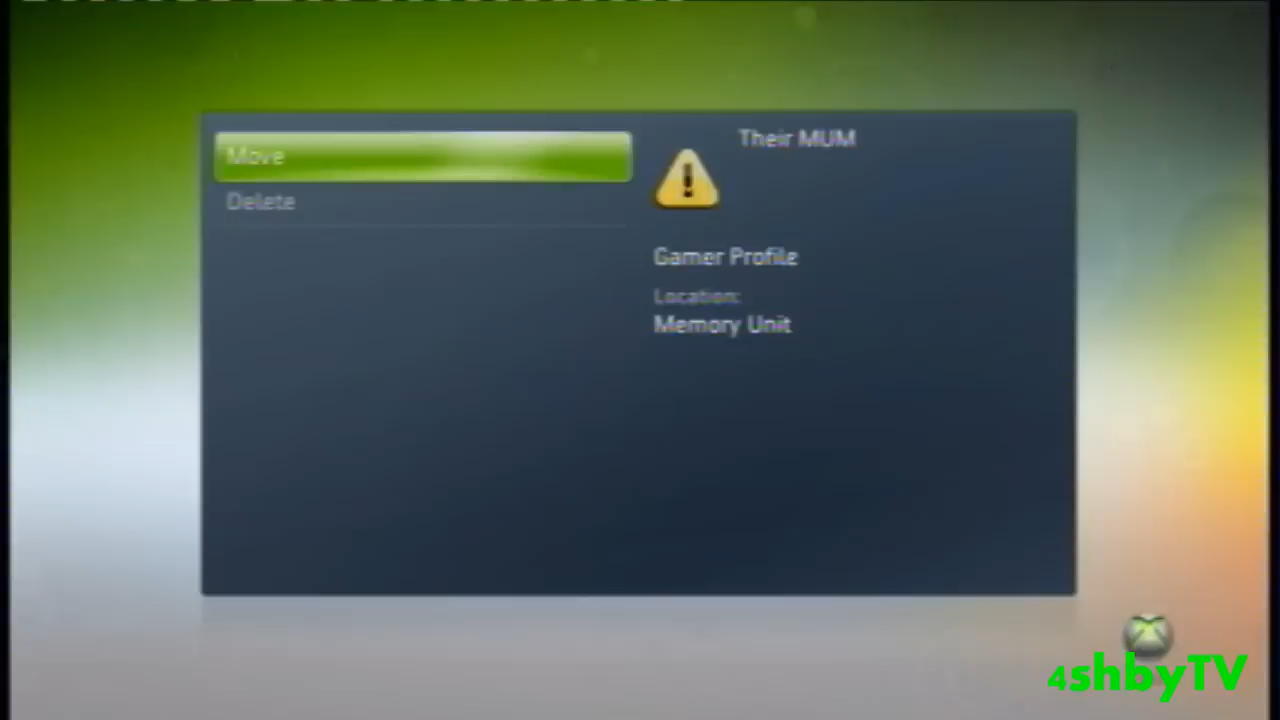 Move
Delete
Their MUM
Gamer Profile
Location:
Memory Unit
4shbyTV